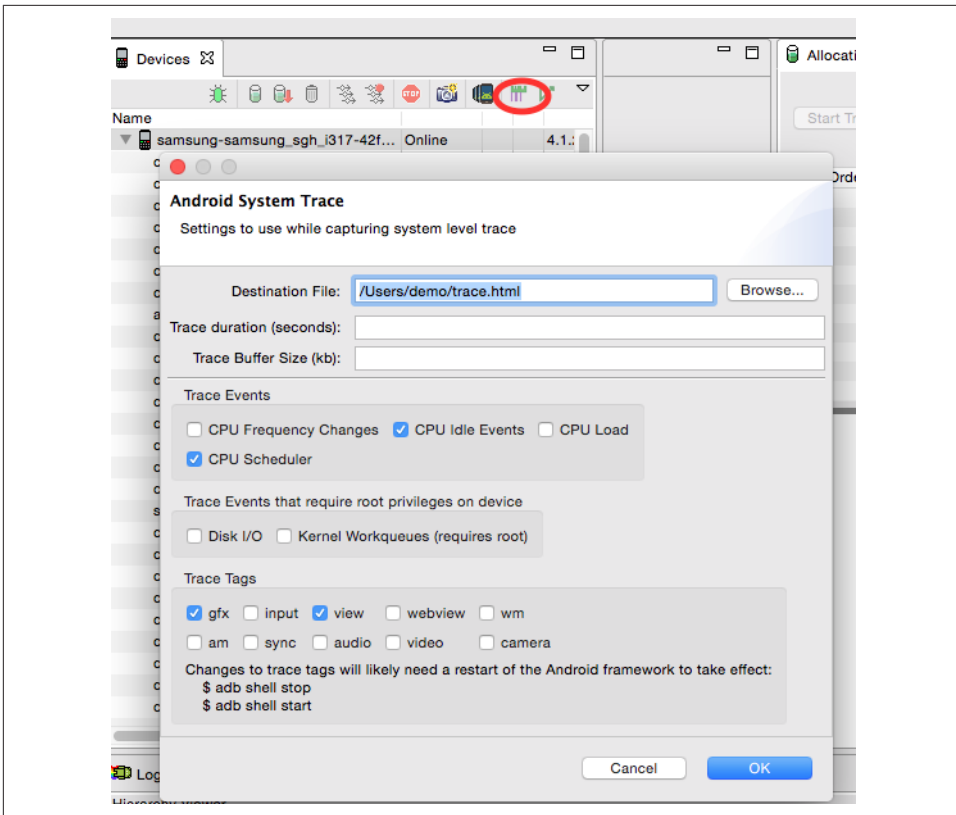 Devices
Allocati
STOP
Name
Start Tr
samsung-samsung_sgh_i317-42f... Online 4.1.:
Orde
Android System Trace
Settings to use while capturing system level trace
Destination File: /Users/demo/trace.html Browse...
Trace duration (seconds):
Trace Buffer Size (kb):
Trace Events
CPU Frequency Changes CPU Idle Events CPU Load
CPU Scheduler
Trace Events that require root privileges on device
Disk I/O Kernel Workqueues (requires root)
Trace Tags
gfx input view webview wm
am sync audio video camera
Changes to trace tags will likely need a restart of the Android framework to take effect:
$ adb shell stop
$ adb shell start
Cancel OK
Log